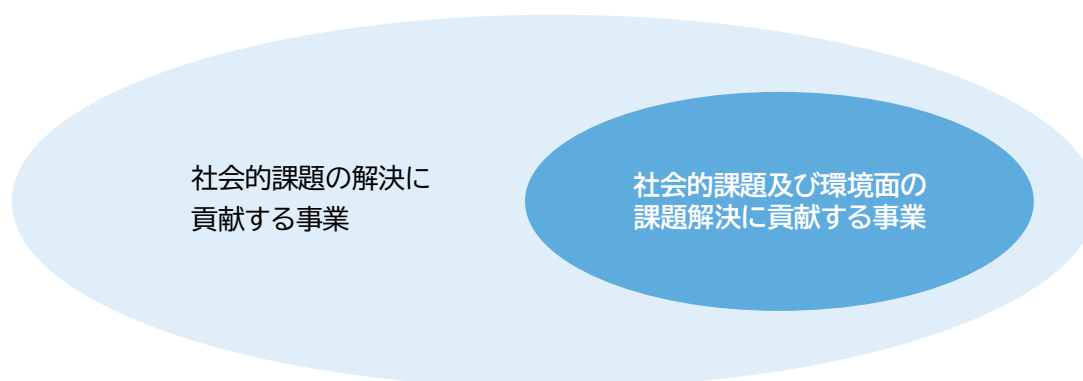 社会的課題の解決に
貢献する事業
社会的課題及び環境面の
課題解決に貢献する事業